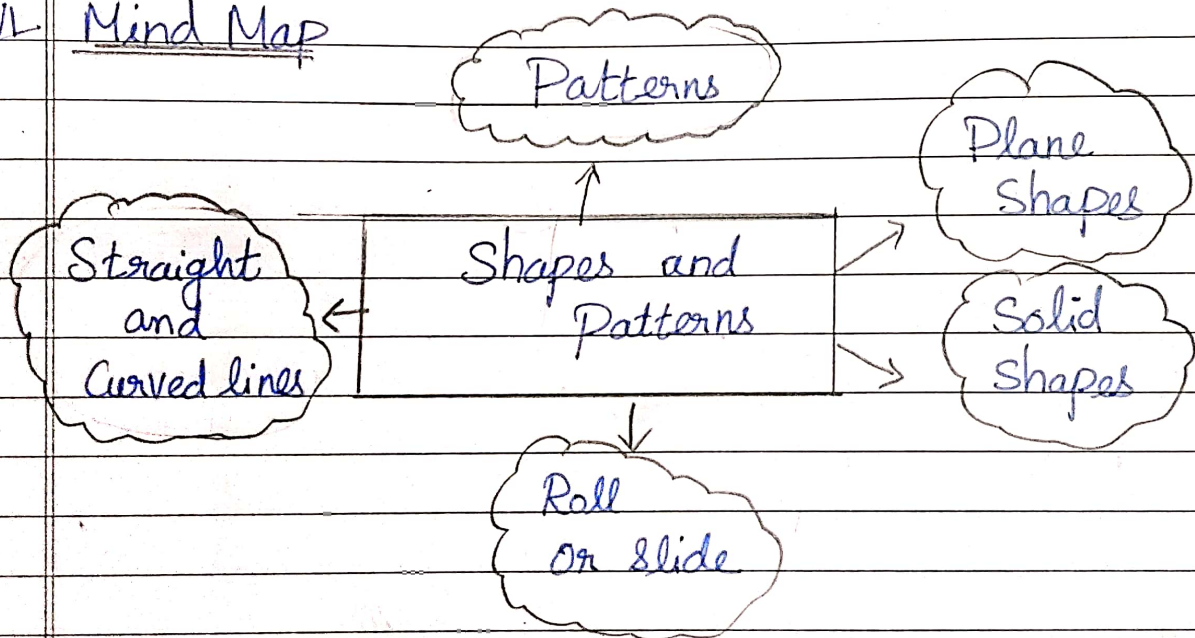 Mind Map
Patterns
Plane
Shapes
Straight
and
Curved lines
Shapes and
Patterns
Solid
Shapes
Roll
or slide